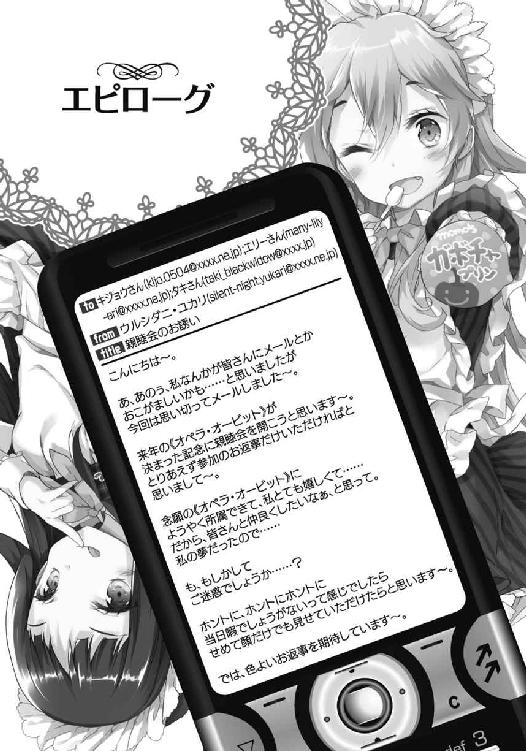 エピローグ
to キジョウさん(kijo.0504@xxxx.ne.jp);エリーさん(many-lily
-ari@xxxx.ne.jp);タキさん(taki_blackwidow@xxxx.jp)
from ウルシダニ・ユカリ(silent-night.yukari@xxxx.ne.jp)
title 親睦会のお誘い
こんにちは～。
あ、あのぅ、私なんかが皆さんにメールとか
おこがましいかも……と思いましたが
今回は思い切ってメールしました～。
来年の《オペラ・オービット》が
決まった記念に親睦会を開こうと思います～。
とりあえず参加のお返事だけいただければと
思いまして～。
念願の《オペラ・オービット》に
ようやく所属できて、私とても嬉しくて……
だから、皆さんと仲良くしたいなぁ、と思って。
私の夢だったので……
も、もしかして
ご迷惑でしょうか……？
ホントに、ホントにホントに
当日暇でしょうがないって感じでしたら
せめて顔だけでも見せていただけたらと思います～。
では、色よいお返事を期待しています～。
カボチャ
プリン
C
def 3